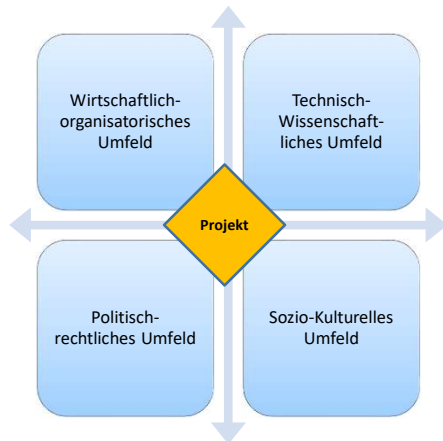 Wirtschaftlich-
organisatorisches
Umfeld
Technisch-
Wissenschaft-
liches Umfeld
Projekt
Politisch-
rechtliches Umfeld
Sozio-Kulturelles
Umfeld